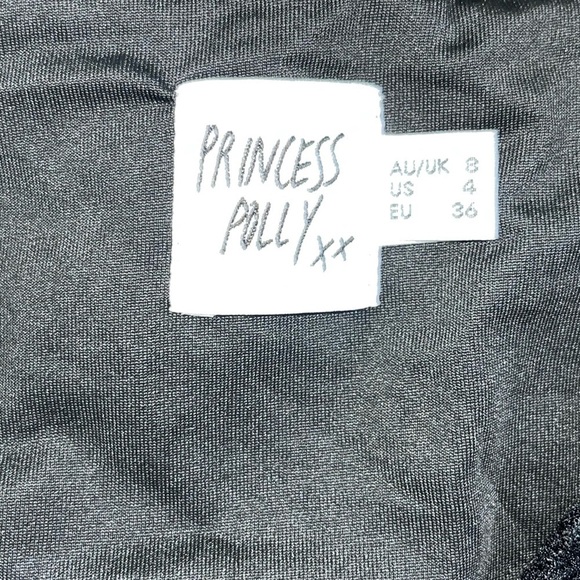 PRINCESS
POLLY xx
AU/UK 8
US 4
EU 36